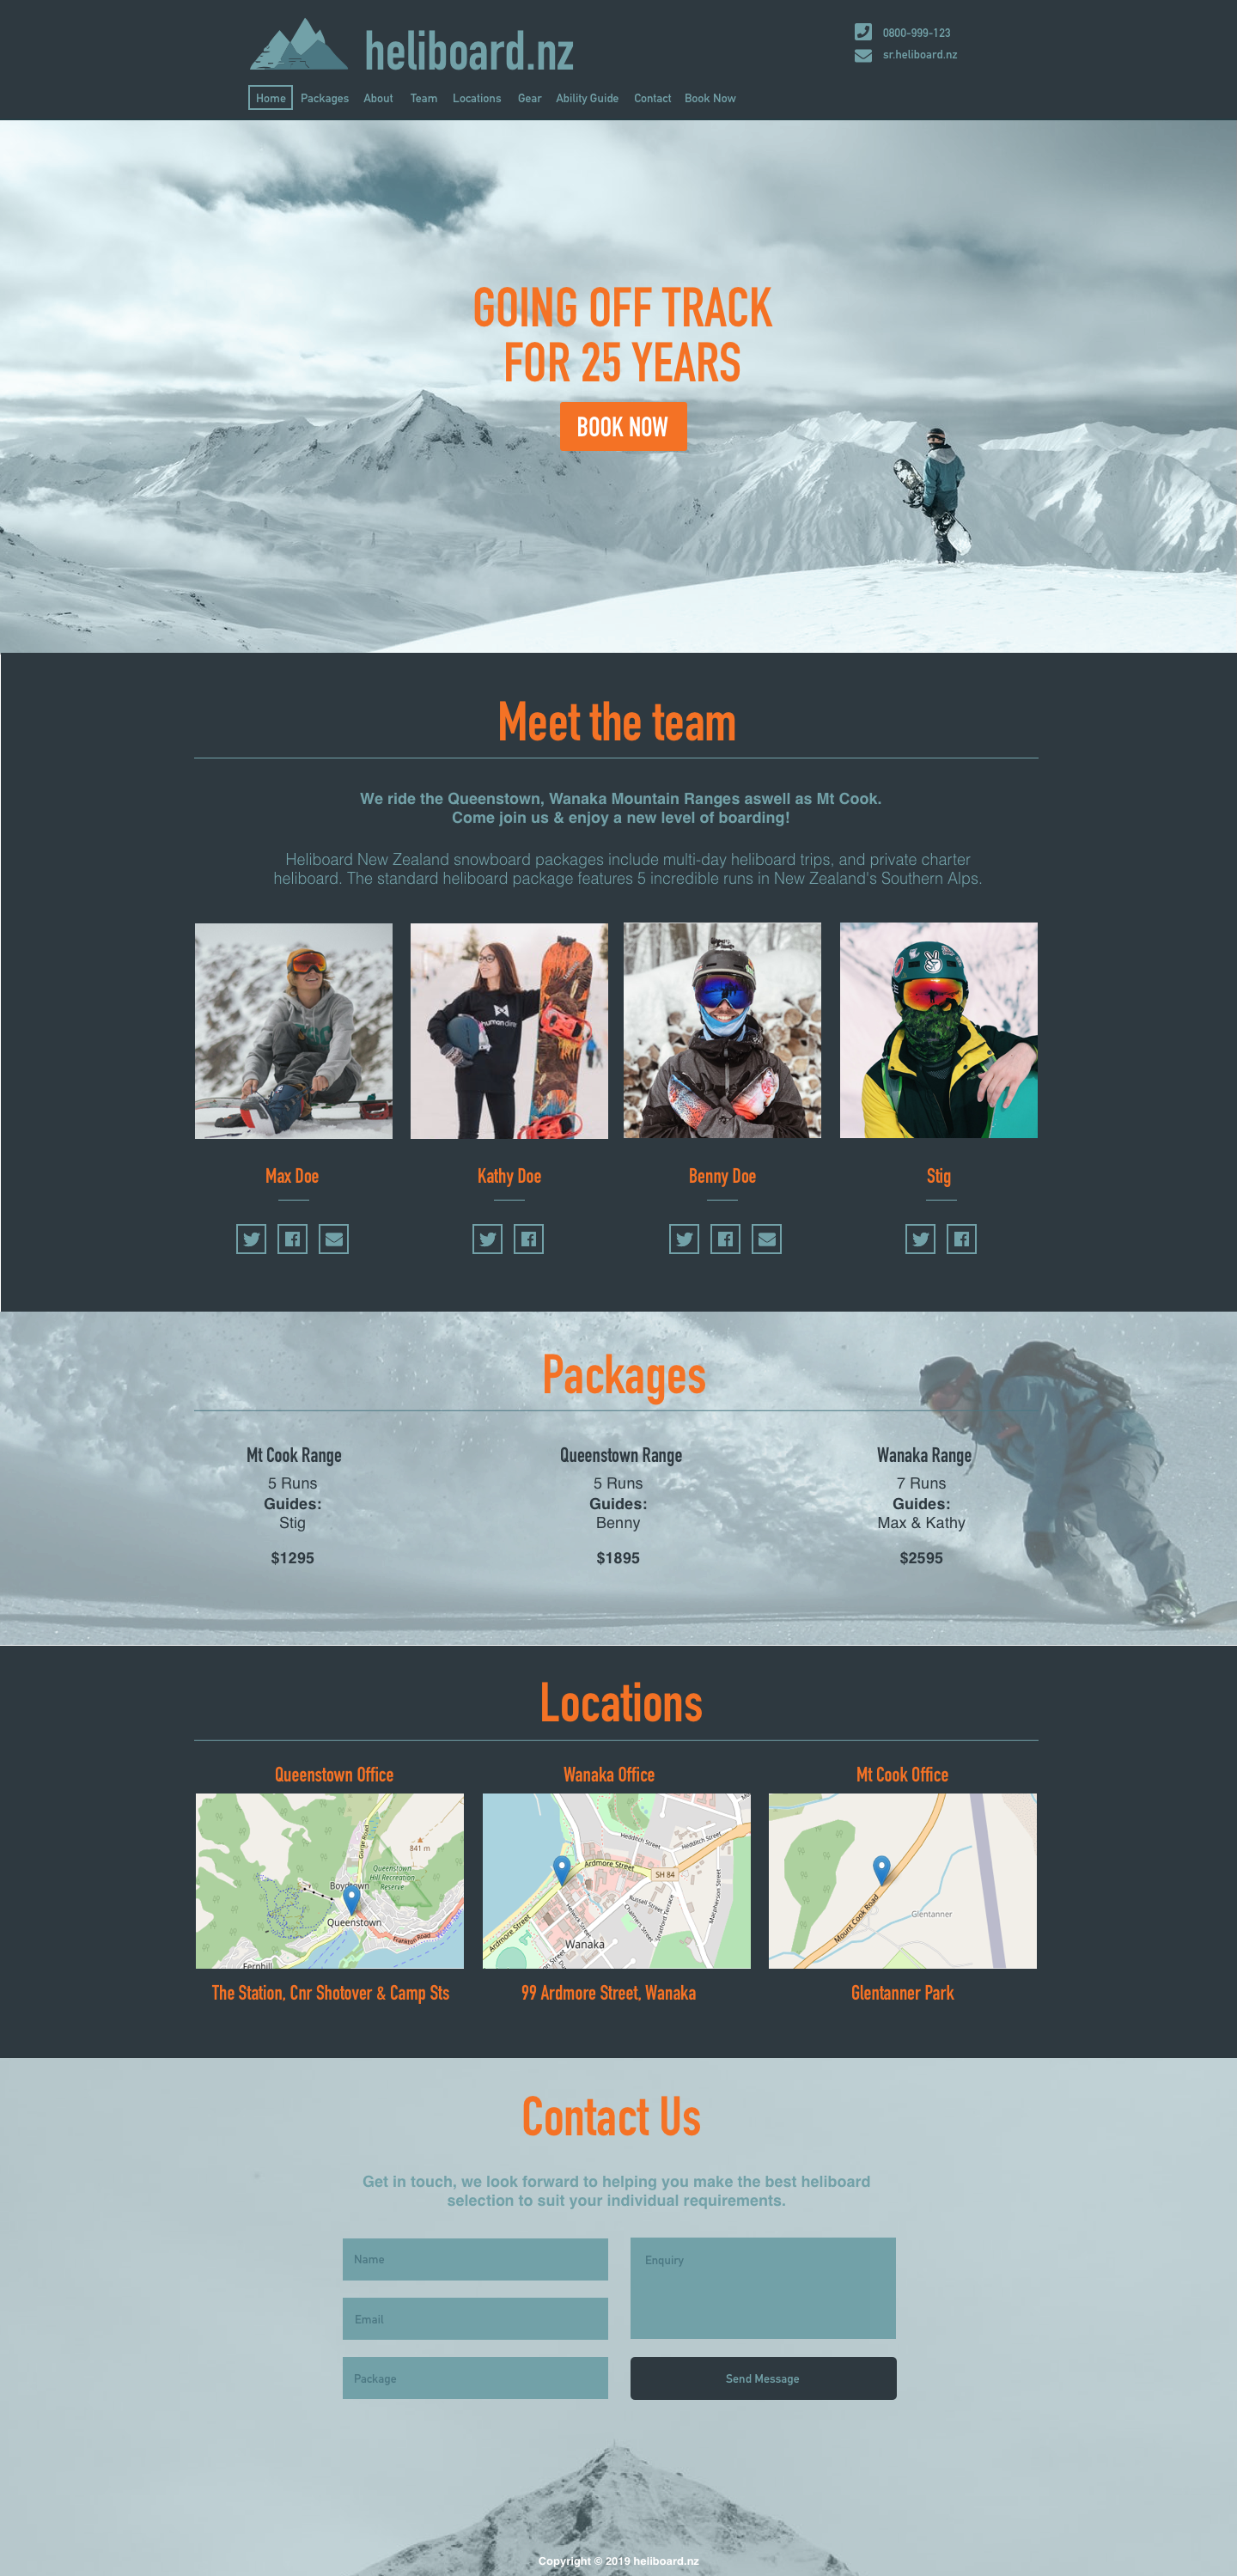 heliboard.nz
0800-999-123
sr.heliboard.nz
Home Packages About Team Locations Gear Ability Guide Contact Book Now
GOING OFF TRACK
FOR 25 YEARS
BOOK NOW
Meet the team
We ride the Queenstown, Wanaka Mountain Ranges aswell as Mt Cook.
Come join us & enjoy a new level of boarding!
Heliboard New Zealand snowboard packages include multi-day heliboard trips, and private charter
heliboard. The standard heliboard package features 5 incredible runs in New Zealand's Southern Alps.
Max Doe
Kathy Doe
Benny Doe
Stig
Packages
Mt Cook Range
5 Runs
Guides:
Stig
$1295
Queenstown Range
5 Runs
Guides:
Benny
$1895
Wanaka Range
7 Runs
Guides:
Max & Kathy
$2595
Locations
Queenstown Office
Gorge Road
841 m
Queenstown
Hill Recreation
Reserve
Queenstown
Frankton Road
Fernhill
The Station, Cnr Shotover & Camp Sts
Wanaka Office
Hedditch Street
Hedditch Street
Ardmore Street
SH 84
Russell Street
Ardmore Street
Wanaka
99 Ardmore Street, Wanaka
Mt Cook Office
Mount Cook Road
Glentanner
Glentanner Park
Contact Us
Get in touch, we look forward to helping you make the best heliboard
selection to suit your individual requirements.
Name
Email
Package
Enquiry
Send Message
Copyright © 2019 heliboard.nz